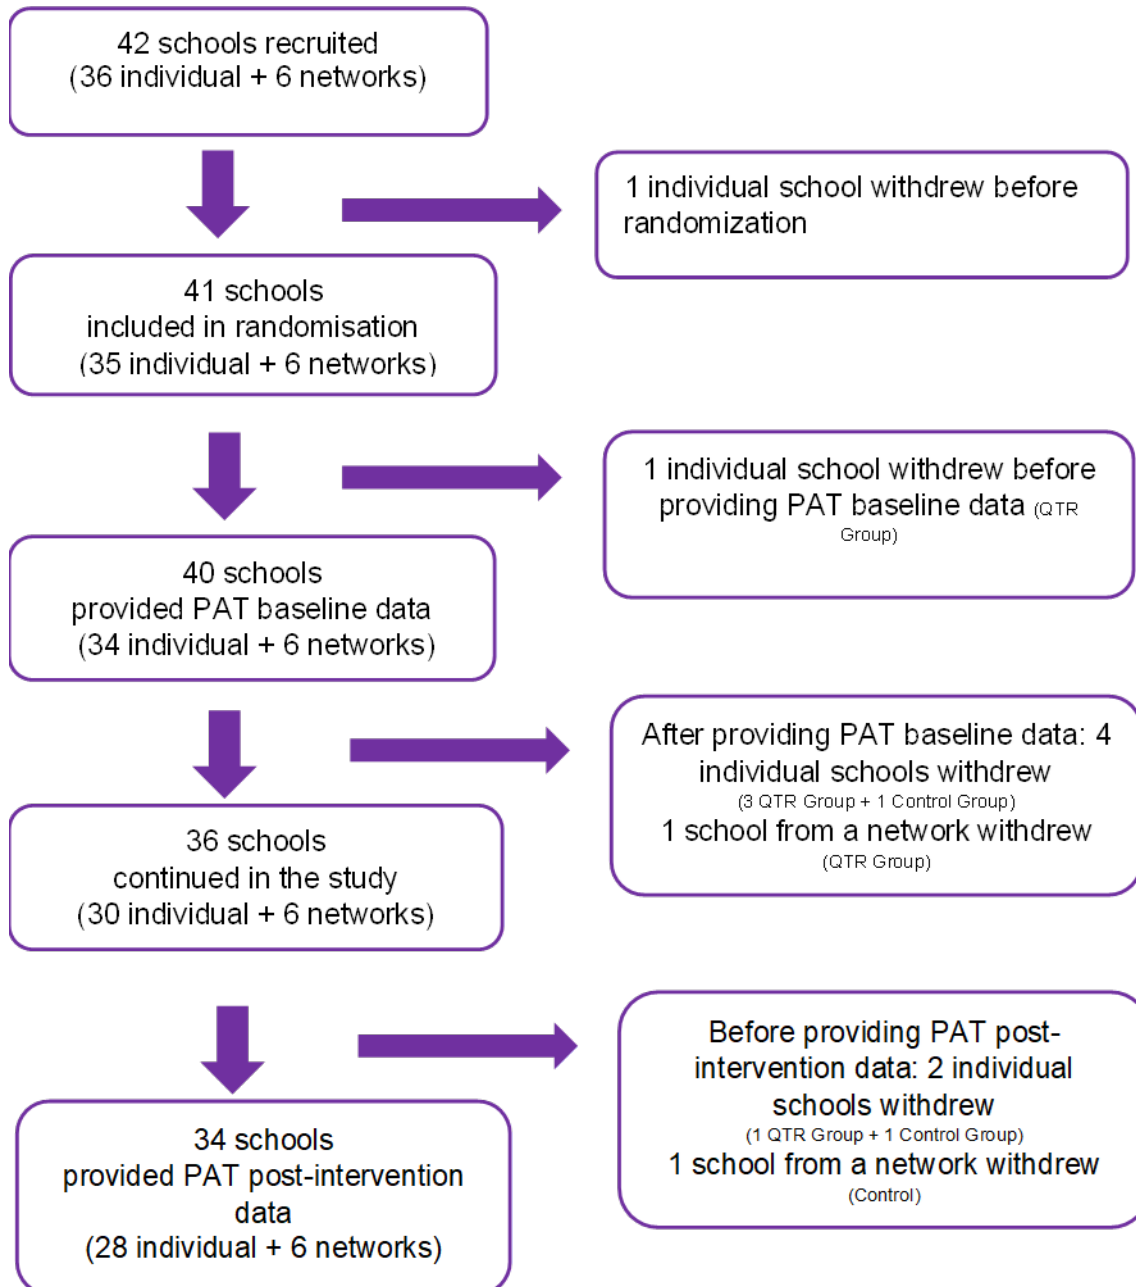 42 schools recruited
(36 individual + 6 networks)
1 individual school withdrew before
randomization
41 schools
included in randomisation
(35 individual + 6 networks)
1 individual school withdrew before
providing PAT baseline data (QTR
Group)
40 schools
provided PAT baseline data
(34 individual + 6 networks)
After providing PAT baseline data: 4
individual schools withdrew
(3 QTR Group + 1 Control Group)
1 school from a network withdrew
(QTR Group)
36 schools
continued in the study
(30 individual + 6 networks)
Before providing PAT post-
intervention data: 2 individual
schools withdrew
(1 QTR Group + 1 Control Group)
1 school from a network withdrew
(Control)
34 schools
provided PAT post-intervention
data
(28 individual + 6 networks)